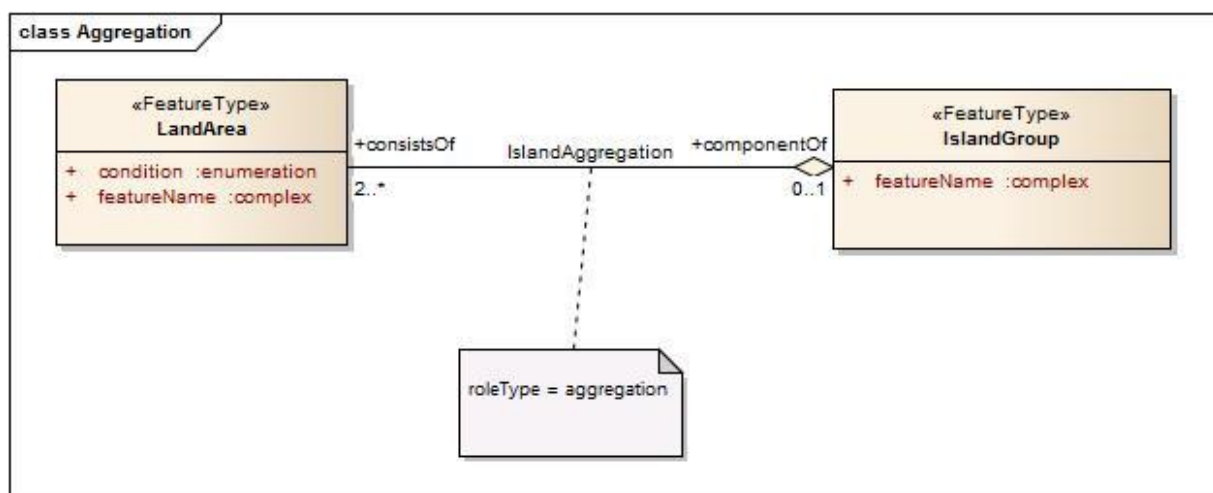 class Aggregation
«FeatureType»
LandArea
+ condition :enumeration
+ featureName :complex
+consistsOf
2..*
IslandAggregation
+componentOf
0..1
«FeatureType»
IslandGroup
+ featureName :complex
roleType = aggregation